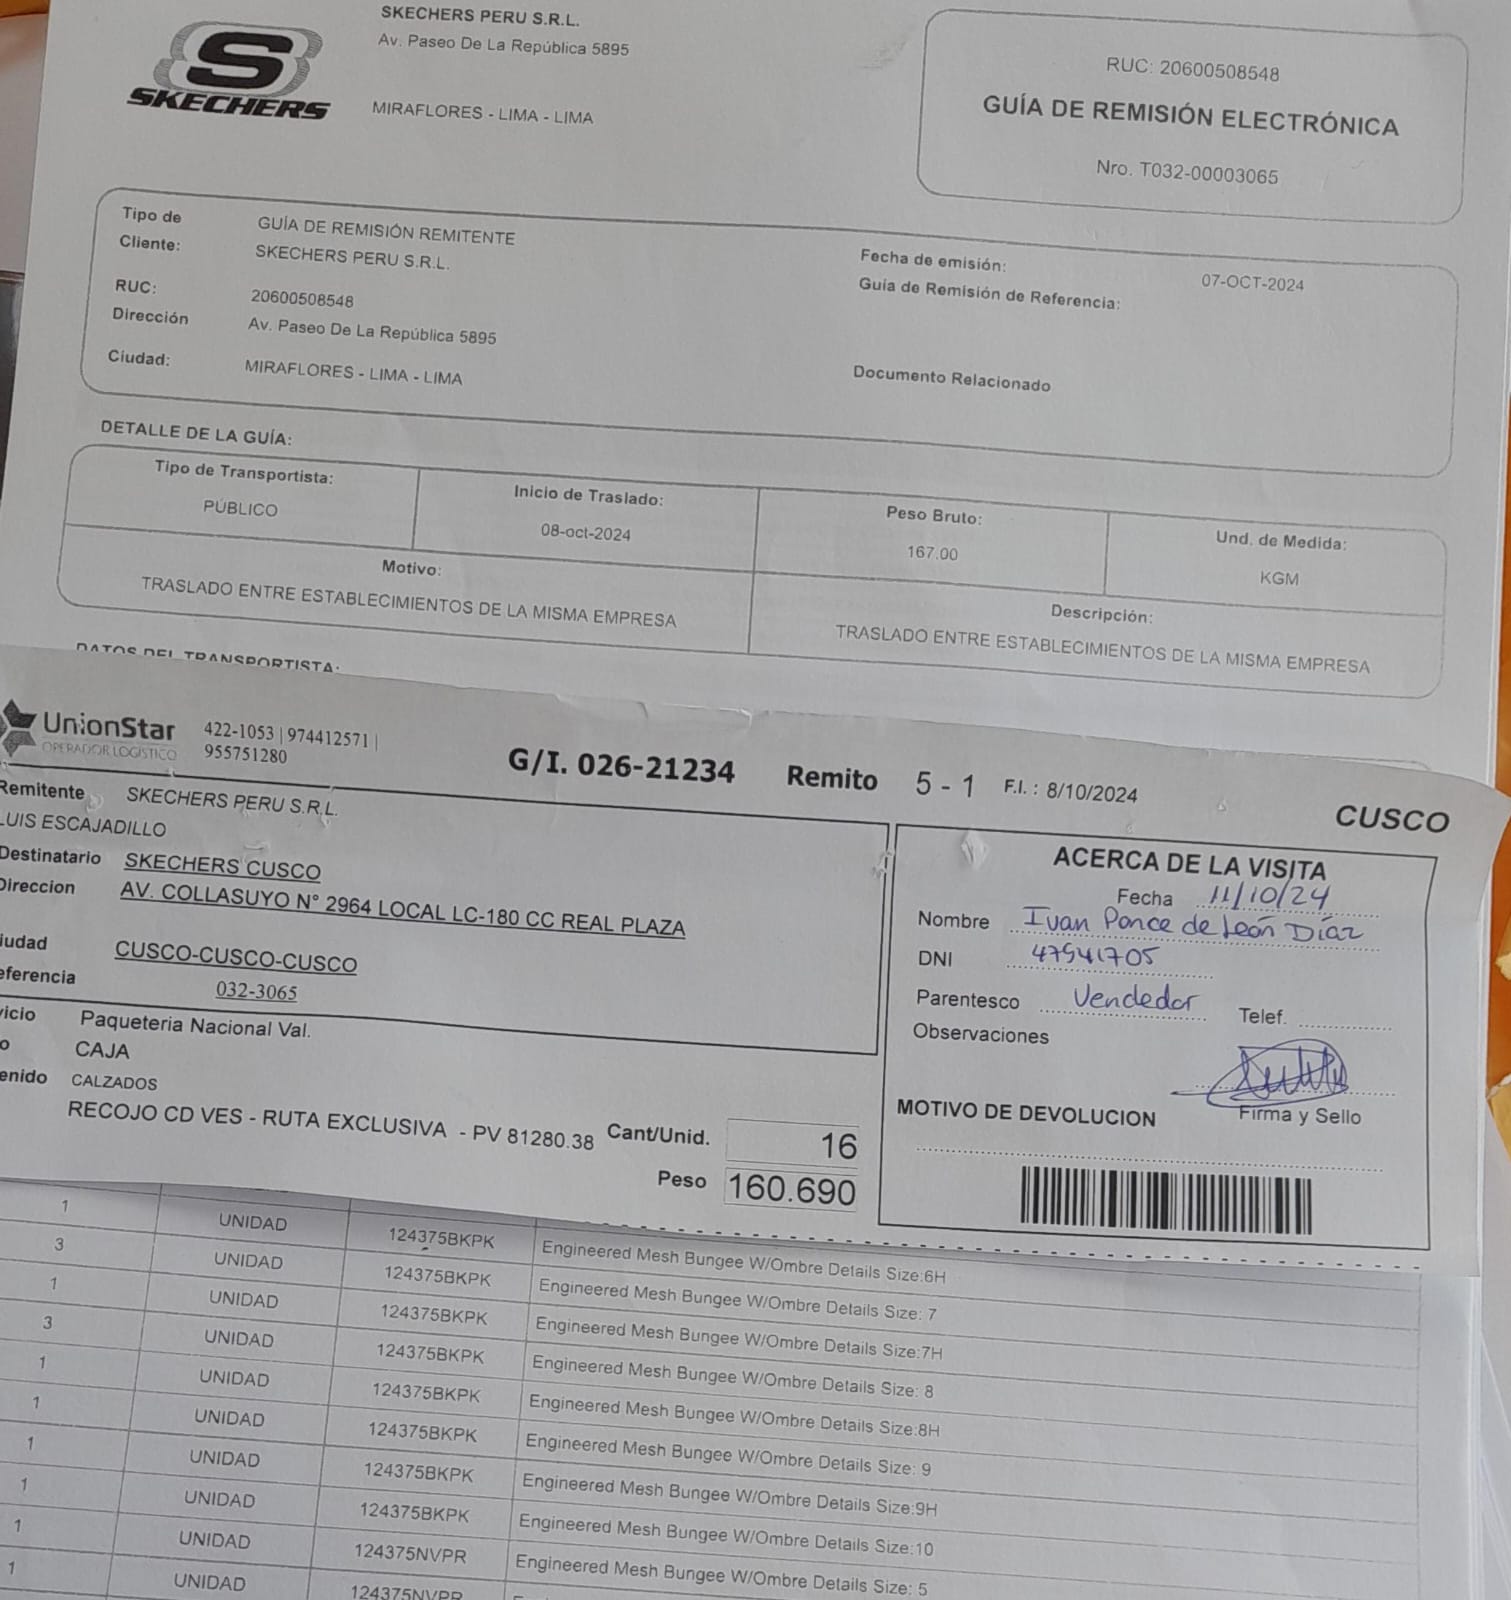 SKECHERS PERU S.R.L.
Av. Paseo De La República 5895
MIRAFLORES - LIMA - LIMA
S
SKECHERS
RUC: 20600508548
GUÍA DE REMISIÓN ELECTRÓNICA
Nro. T032-00003065
Tipo de GUÍA DE REMISIÓN REMITENTE
Cliente: SKECHERS PERU S.R.L.
RUC: 20600508548
Dirección Av. Paseo De La República 5895
Ciudad: MIRAFLORES - LIMA - LIMA
Fecha de emisión: 07-OCT-2024
Guia de Remisión de Referencia:
Documento Relacionado
DETALLE DE LA GUÍA:
Tipo de Transportista: Inicio de Traslado: Peso Bruto: Und. de Medida:
PÚBLICO 08-oct-2024 167.00 KGM
Motivo: Descripción:
TRASLADO ENTRE ESTABLECIMIENTOS DE LA MISMA EMPRESA TRASLADO ENTRE ESTABLECIMIENTOS DE LA MISMA EMPRESA
DATOS DEL TRANSPORTISTA:
UnionStar
OPERADOR LOGÍSTICO
422-1053 | 974412571 |
955751280
G/I. 026-21234 Remito 5 - 1 F.I. : 8/10/2024
CUSCO
Remitente SKECHERS PERU S.R.L.
LUIS ESCAJADILLO
Destinatario SKECHERS CUSCO
Direccion AV. COLLASUYO N° 2964 LOCAL LC-180 CC REAL PLAZA
iudad CUSCO-CUSCO-CUSCO
eferencia 032-3065
vicio Paqueteria Nacional Val.
o CAJA
enido CALZADOS
RECOJO CD VES - RUTA EXCLUSIVA - PV 81280.38
Cant/Unid. 16
Peso 160.690
ACERCA DE LA VISITA
Fecha 11/10/24
Nombre Ivan Ponce de León Díaz
DNI 47541705
Parentesco Vendedor Telef.
Observaciones
Firma y Sello
MOTIVO DE DEVOLUCION
1 UNIDAD 124375BKPK Engineered Mesh Bungee W/Ombre Details Size:6H
3 UNIDAD 124375BKPK Engineered Mesh Bungee W/Ombre Details Size: 7
1 UNIDAD 124375BKPK Engineered Mesh Bungee W/Ombre Details Size:7H
3 UNIDAD 124375BKPK Engineered Mesh Bungee W/Ombre Details Size: 8
1 UNIDAD 124375BKPK Engineered Mesh Bungee W/Ombre Details Size:8H
1 UNIDAD 124375BKPK Engineered Mesh Bungee W/Ombre Details Size: 9
1 UNIDAD 124375BKPK Engineered Mesh Bungee W/Ombre Details Size:9H
1 UNIDAD 124375BKPK Engineered Mesh Bungee W/Ombre Details Size:10
1 UNIDAD 124375NVPR Engineered Mesh Bungee W/Ombre Details Size: 5
1 UNIDAD 124375NVPR